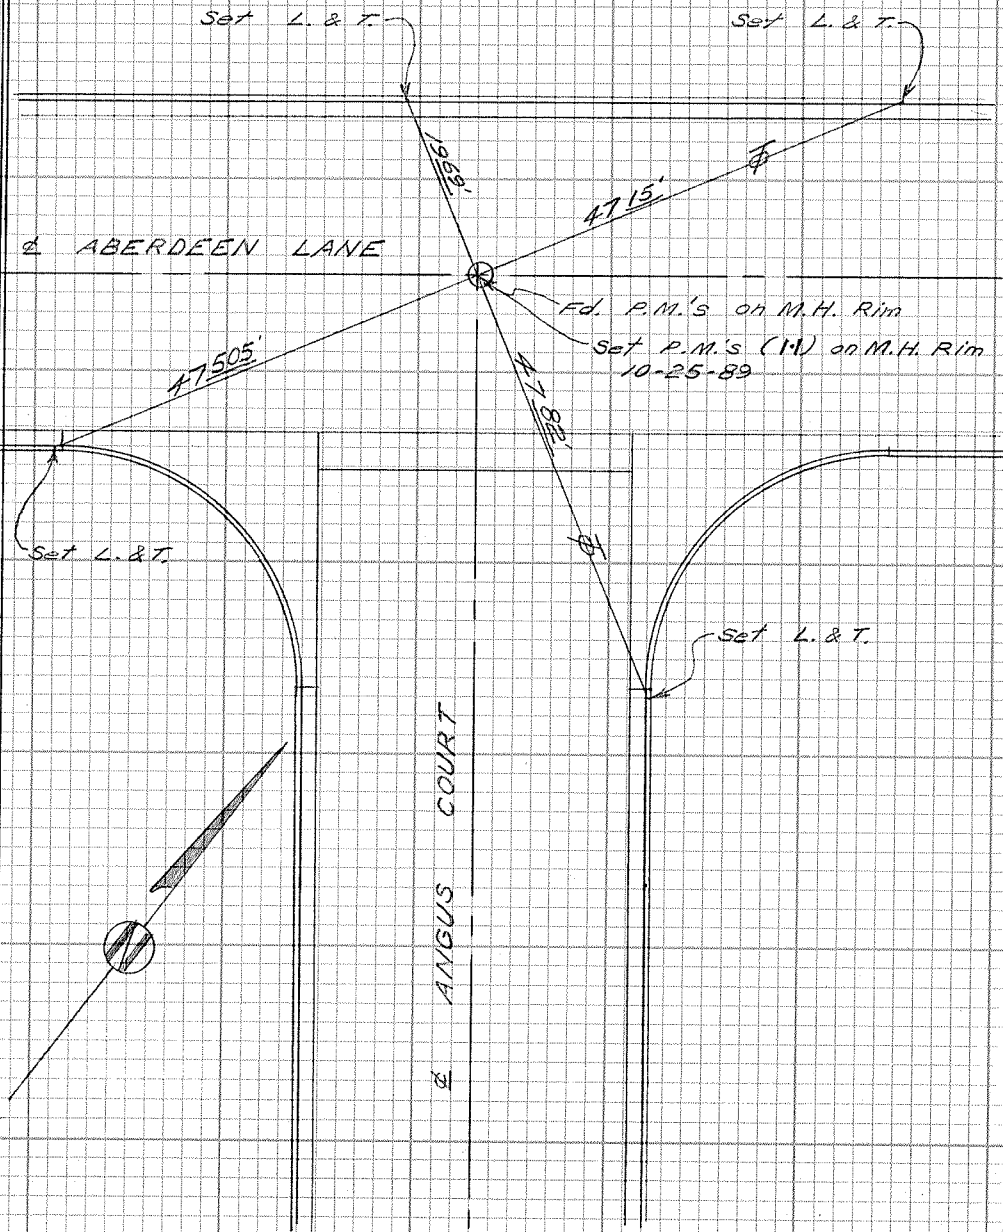 Set L. & T.
Set L. & T.
19 69'
47 15'
℄ ABERDEEN LANE
Fd. P.M.'s on M.H. Rim
Set P.M.'s (1·1) on M.H. Rim
10-25-89
47 505'
47 82'
Set L. & T.
Set L. & T.
℄ ANGUS COURT
N